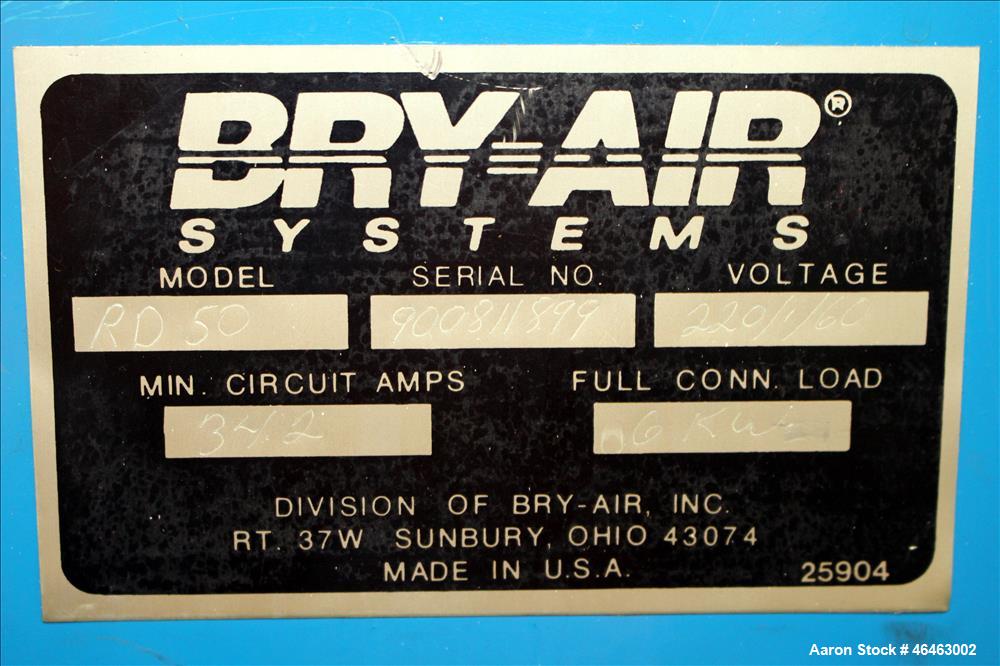 BRY-AIR®
SYSTEMS
MODEL SERIAL NO. VOLTAGE
RD 50 900811899 220/1/60
MIN. CIRCUIT AMPS FULL CONN. LOAD
34.2 6 KW
DIVISION OF BRY-AIR, INC.
RT. 37W SUNBURY, OHIO 43074
MADE IN U.S.A. 25904
Aaron Stock # 46463002